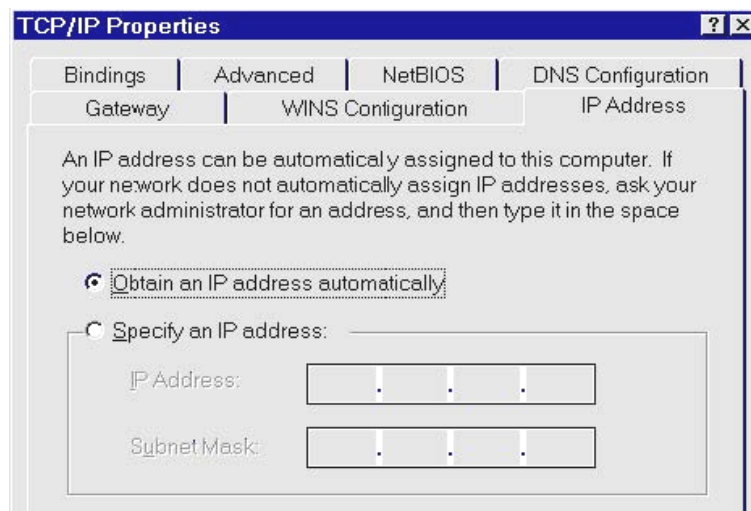 TCP/IP Properties
Bindings Advanced NetBIOS DNS Configuration
Gateway WINS Configuration IP Address
An IP address can be automatically assigned to this computer. If
your network does not automatically assign IP addresses, ask your
network administrator for an address, and then type it in the space
below.
Obtain an IP address automatically
Specify an IP address:
IP Address:
. . .
Subnet Mask:
. . .